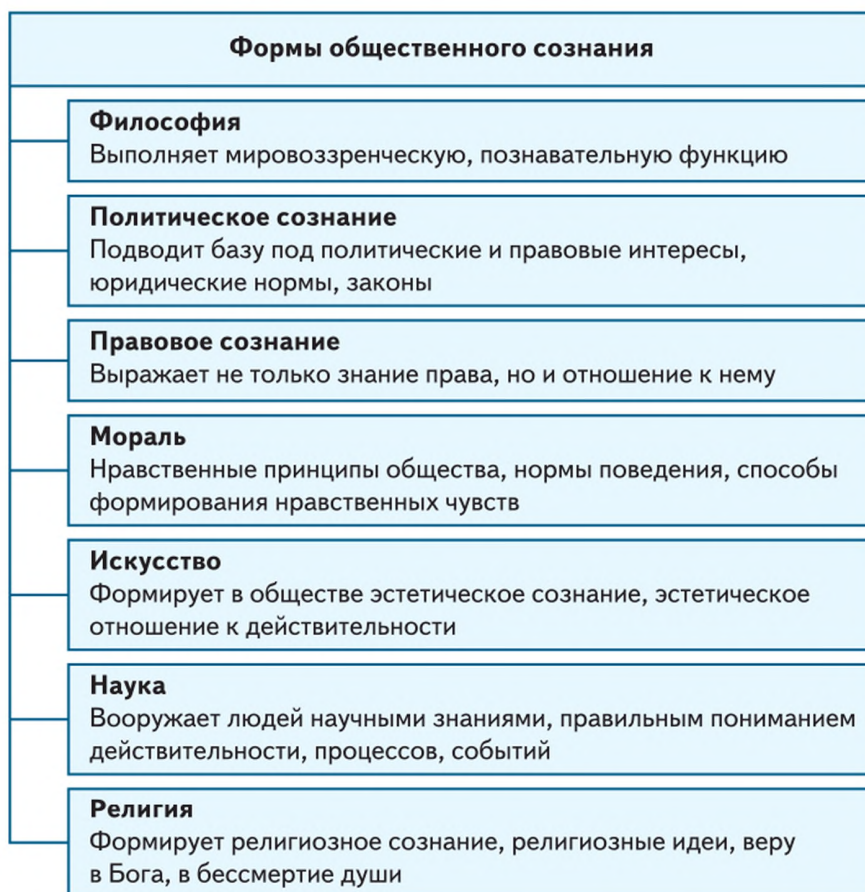 Формы общественного сознания
Философия
Выполняет мировоззренческую, познавательную функцию
Политическое сознание
Подводит базу под политические и правовые интересы,
юридические нормы, законы
Правовое сознание
Выражает не только знание права, но и отношение к нему
Мораль
Нравственные принципы общества, нормы поведения, способы
формирования нравственных чувств
Искусство
Формирует в обществе эстетическое сознание, эстетическое
отношение к действительности
Наука
Вооружает людей научными знаниями, правильным пониманием
действительности, процессов, событий
Религия
Формирует религиозное сознание, религиозные идеи, веру
в Бога, в бессмертие души